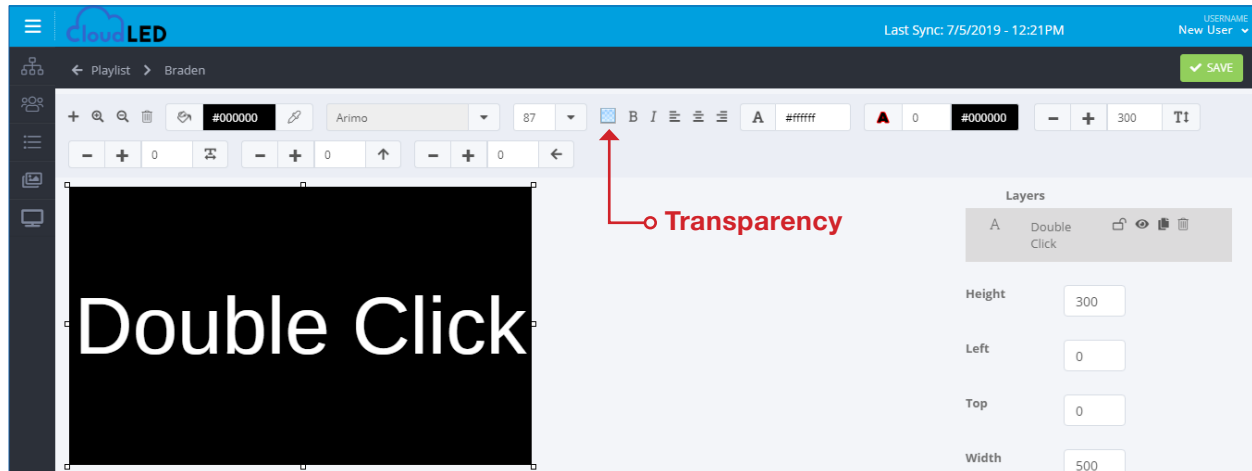 CloudLED
Last Sync: 7/5/2019 - 12:21PM
USERNAME
New User
Playlist
Braden
SAVE
#000000
Arimo
87
B
I
A
#ffffff
A
0
#000000
300
T
0
T
0
0
Transparency
Layers
A
Double
Click
Double Click
Height
300
Left
0
Top
0
Width
500